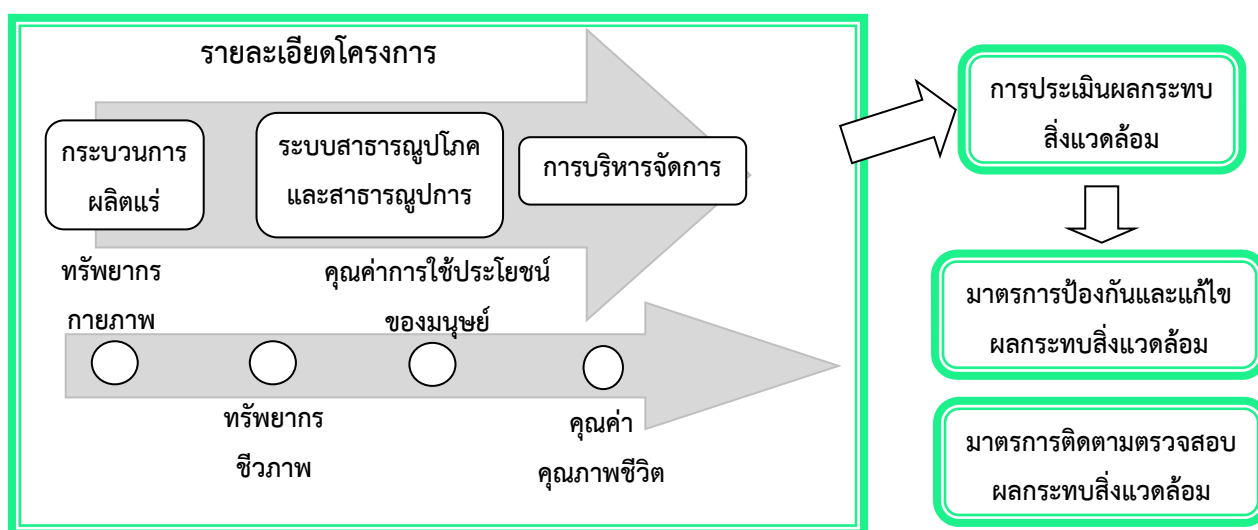 รายละเอียดโครงการ
กระบวนการ
ผลิตแร่
ระบบสาธารณูปโภค
และสาธารณูปการ
การบริหารจัดการ
ทรัพยากร
กายภาพ
คุณค่าการใช้ประโยชน์
ของมนุษย์
ทรัพยากร
ชีวภาพ
คุณค่า
คุณภาพชีวิต
การประเมินผลกระทบ
สิ่งแวดล้อม
มาตรการป้องกันและแก้ไข
ผลกระทบสิ่งแวดล้อม
มาตรการติดตามตรวจสอบ
ผลกระทบสิ่งแวดล้อม